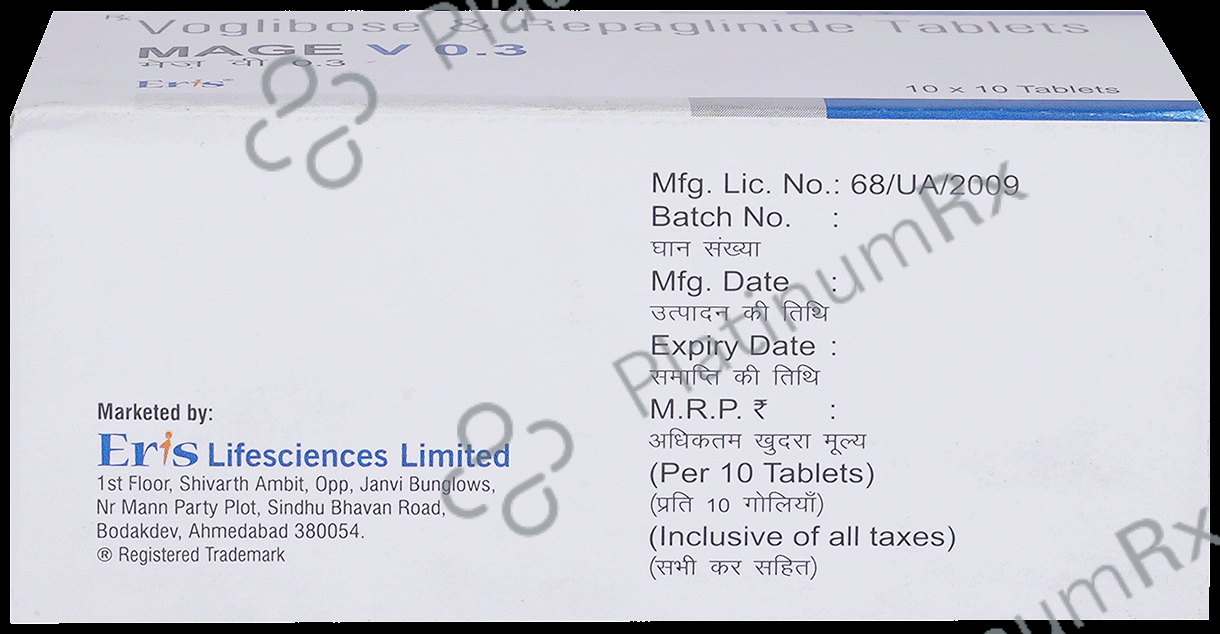 Rx Voglibose & Repaglinide Tablets
MAGE V 0.3
मेज़ वी 0.3
Eris®
10 x 10 Tablets
Mfg. Lic. No.: 68/UA/2009
Batch No. :
घान संख्या
Mfg. Date :
उत्पादन की तिथि
Expiry Date :
समाप्ति की तिथि
M.R.P. ₹ :
अधिकतम खुदरा मूल्य
(Per 10 Tablets)
(प्रति 10 गोलियाँ)
(Inclusive of all taxes)
(सभी कर सहित)
Marketed by:
Eris Lifesciences Limited
1st Floor, Shivarth Ambit, Opp, Janvi Bunglows,
Nr Mann Party Plot, Sindhu Bhavan Road,
Bodakdev, Ahmedabad 380054.
® Registered Trademark
PlatinumRx